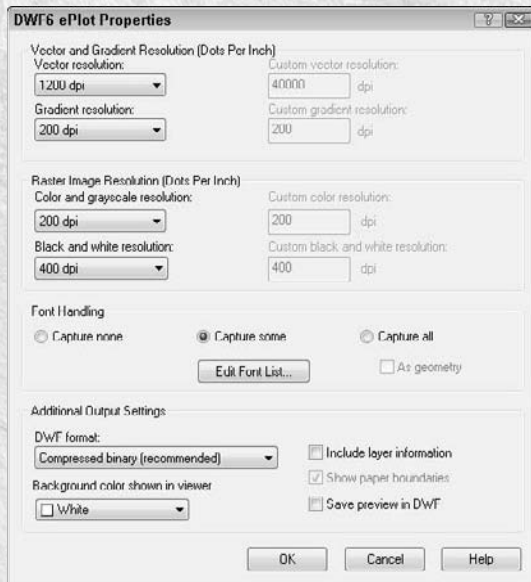 DWF6 ePlot Properties
Vector and Gradient Resolution (Dots Per Inch)
Vector resolution:
Custom vector resolution:
1200 dpi
40000 dpi
Gradient resolution:
Custom gradient resolution:
200 dpi
200 dpi
Raster Image Resolution (Dots Per Inch)
Color and grayscale resolution:
Custom color resolution:
200 dpi
200 dpi
Black and white resolution:
Custom black and white resolution:
400 dpi
400 dpi
Font Handling
Capture none
Capture some
Capture all
Edit Font List...
As geometry
Additional Output Settings
DWF format:
Include layer information
Compressed binary (recommended)
Show paper boundaries
Background color shown in viewer
Save preview in DWF
White
OK
Cancel
Help